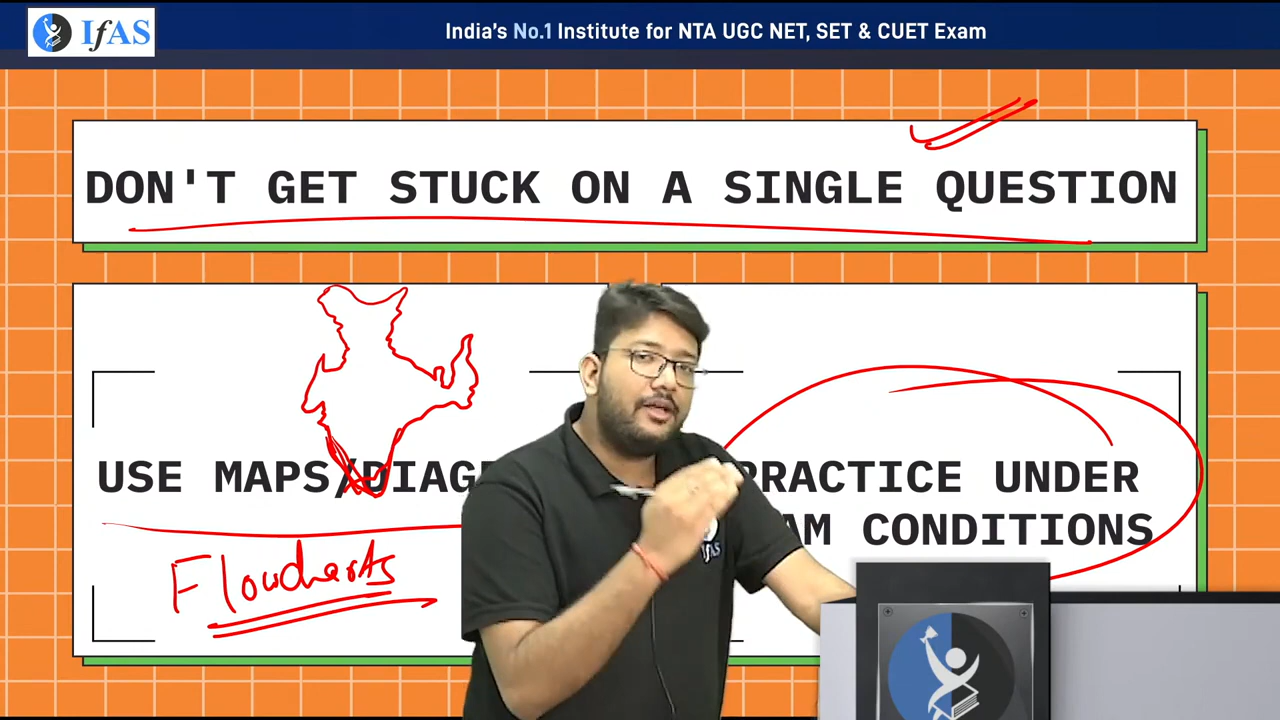 IfAS
India's No.1 Institute for NTA UGC NET, SET & CUET Exam
DON'T GET STUCK ON A SINGLE QUESTION
USE MAPS/DIAG
Flowcharts
PRACTICE UNDER
AM CONDITIONS
IfAS